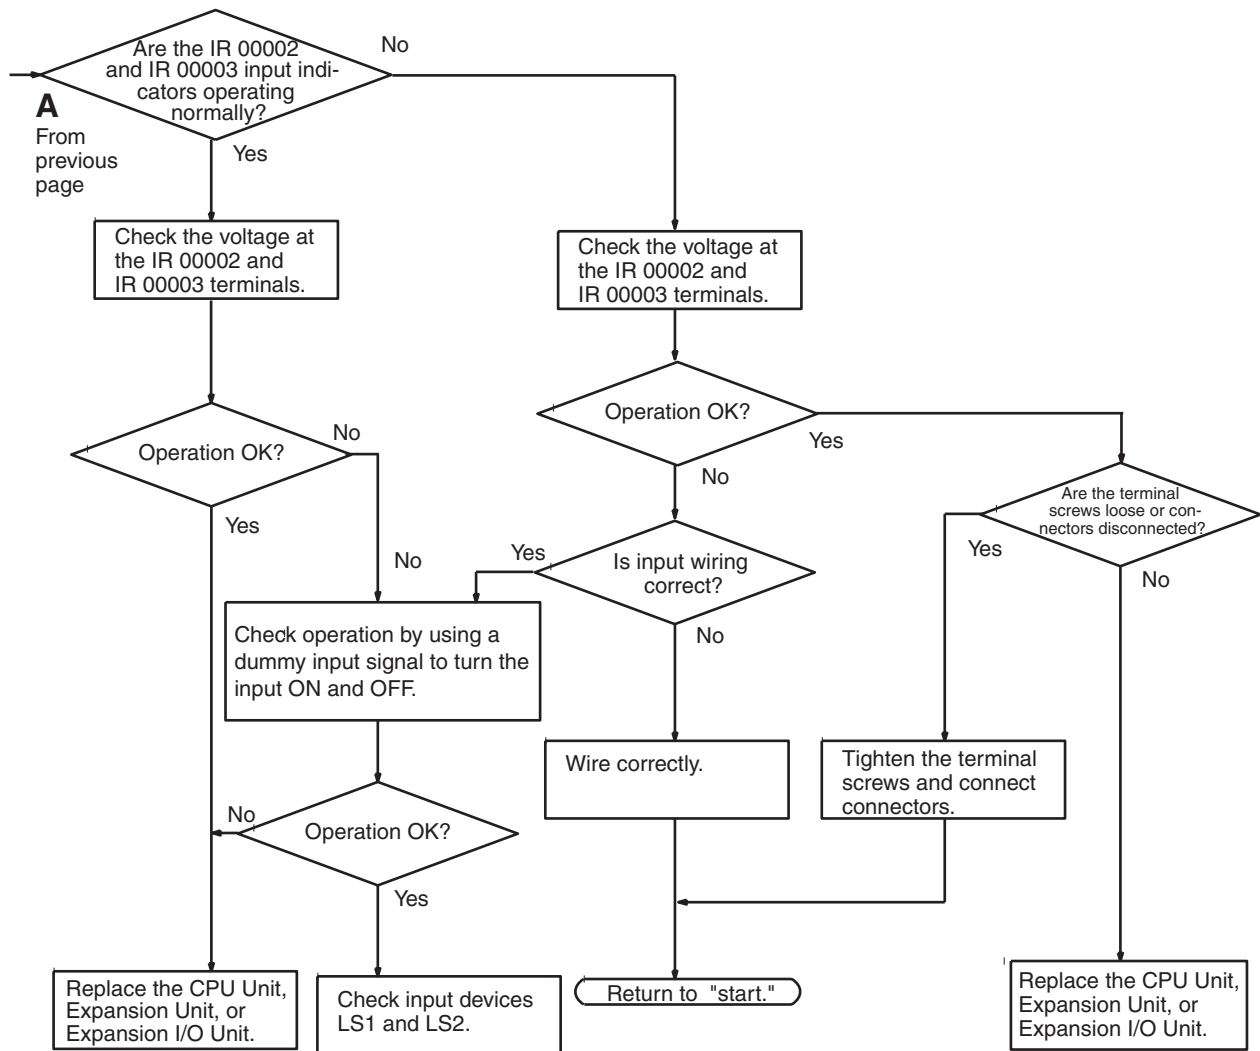 Are the IR 00002
and IR 00003 input indi-
cators operating
normally?
No
A
From
previous
page
Yes
Check the voltage at
the IR 00002 and
IR 00003 terminals.
Check the voltage at
the IR 00002 and
IR 00003 terminals.
Operation OK?
Yes
No
Operation OK?
No
Yes
Are the terminal
screws loose or con-
nectors disconnected?
Yes
No
No
Yes
Is input wiring
correct?
No
Check operation by using a
dummy input signal to turn the
input ON and OFF.
Wire correctly.
Tighten the terminal
screws and connect
connectors.
No
Operation OK?
Yes
Replace the CPU Unit,
Expansion Unit, or
Expansion I/O Unit.
Check input devices
LS1 and LS2.
Return to "start."
Replace the CPU Unit,
Expansion Unit, or
Expansion I/O Unit.